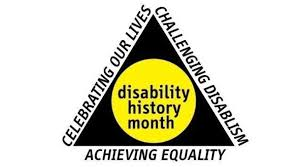 CELEBRATING OUR LIVES
CHALLENGING DISABLISM
disability
history
month
ACHIEVING EQUALITY